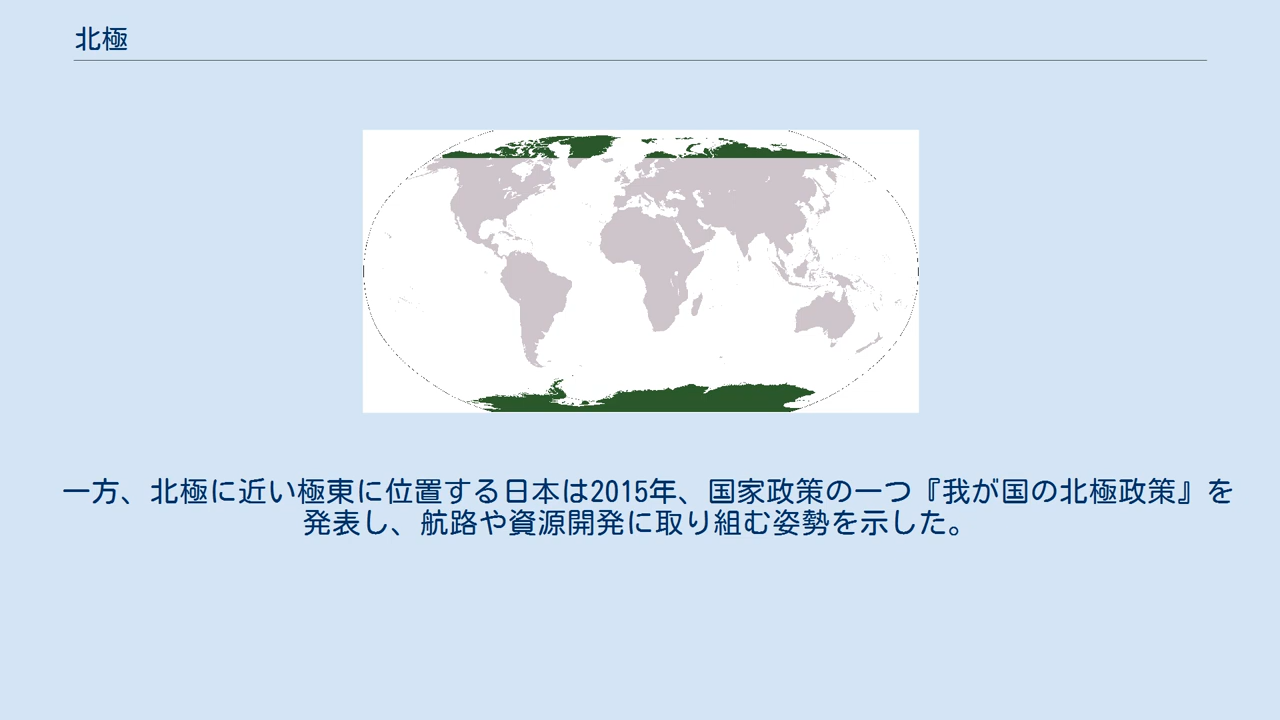 北極
一方、北極に近い極東に位置する日本は2015年、国家政策の一つ『我が国の北極政策』を
発表し、航路や資源開発に取り組む姿勢を示した。